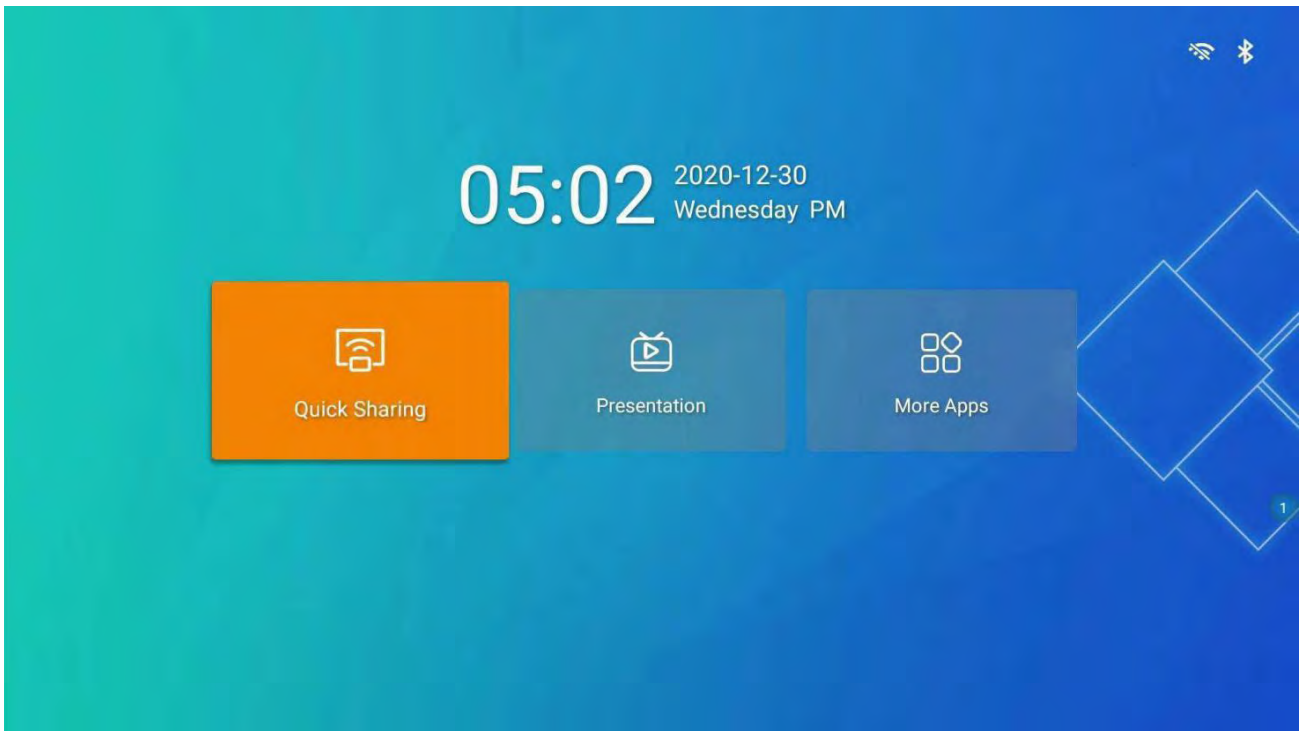 05:02
2020-12-30
Wednesday PM
Quick Sharing
Presentation
More Apps
1